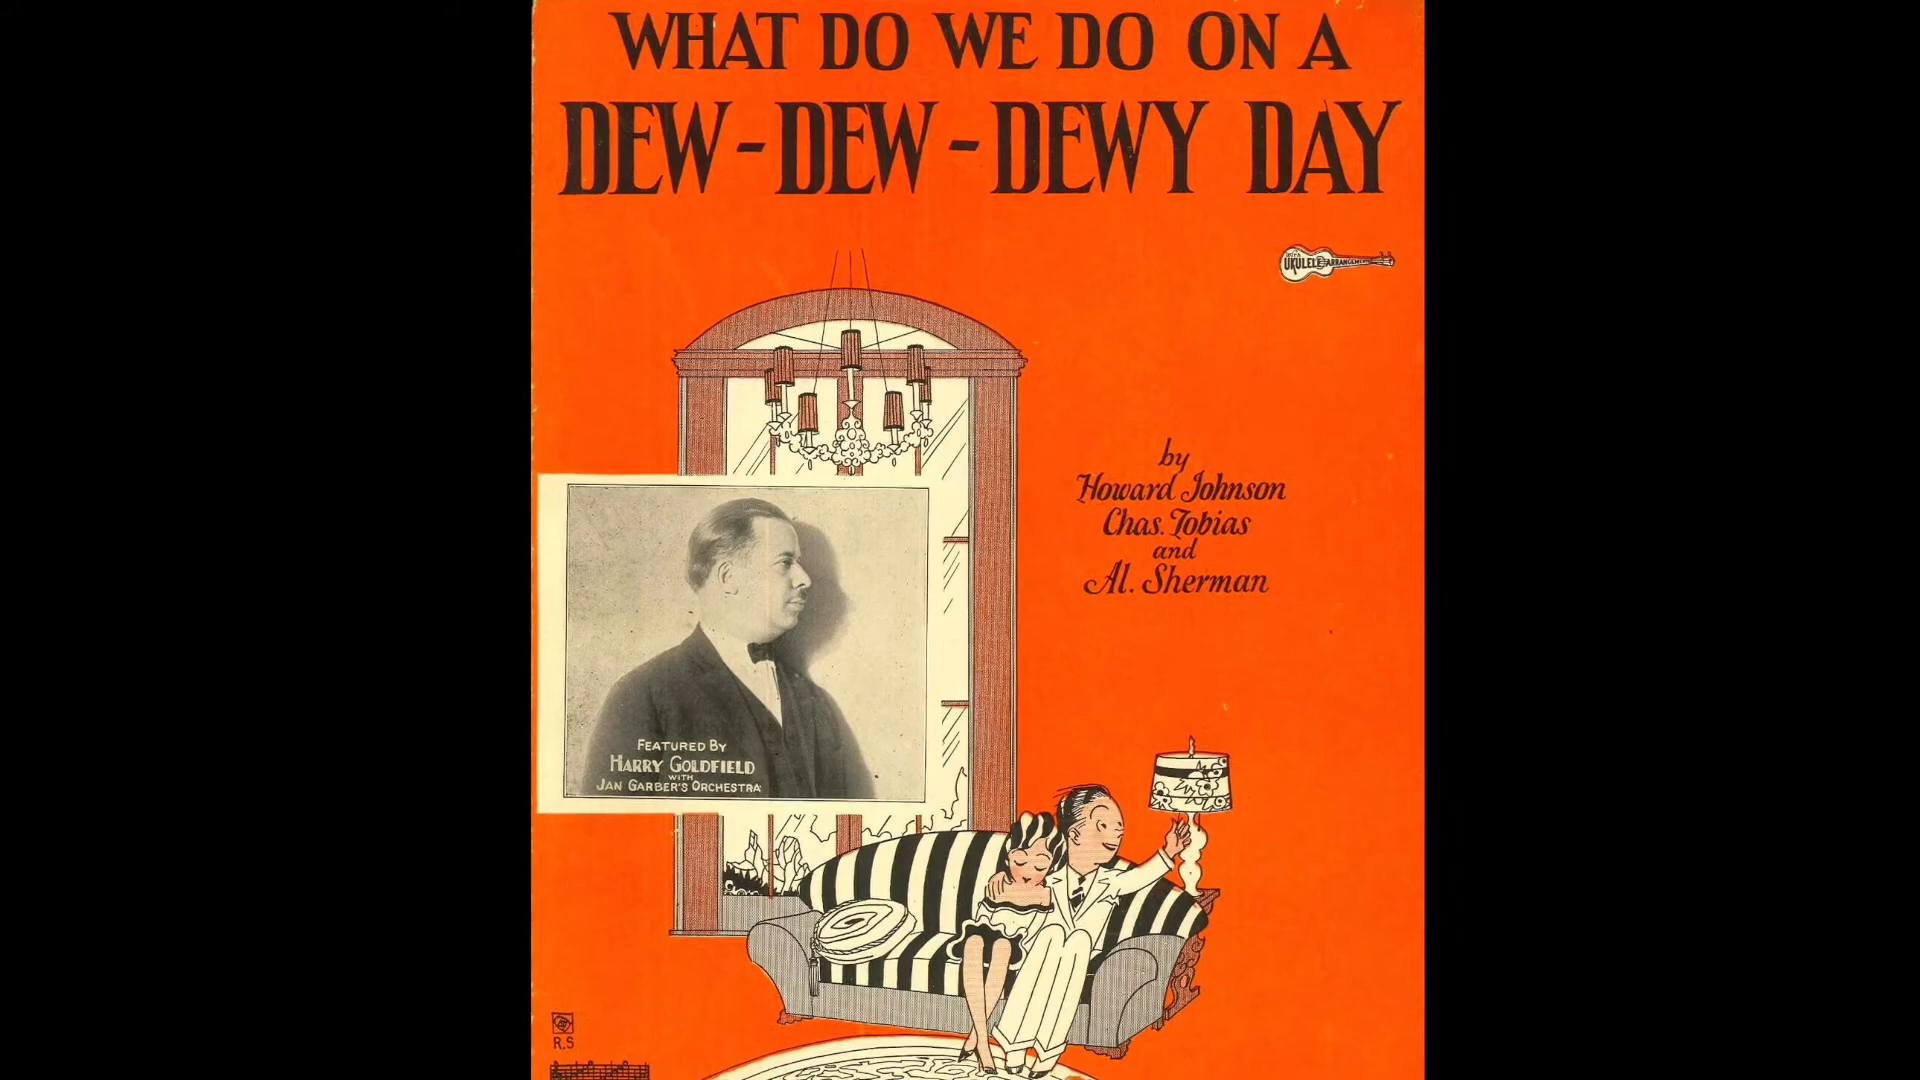 WHAT DO WE DO ON A
DEW-DEW-DEWY DAY
UKULELE ARRANGEMENT
by
Howard Johnson
Chas. Tobias
and
Al. Sherman
FEATURED BY
HARRY GOLDFIELD
WITH
JAN GARBER'S ORCHESTRA
R.S